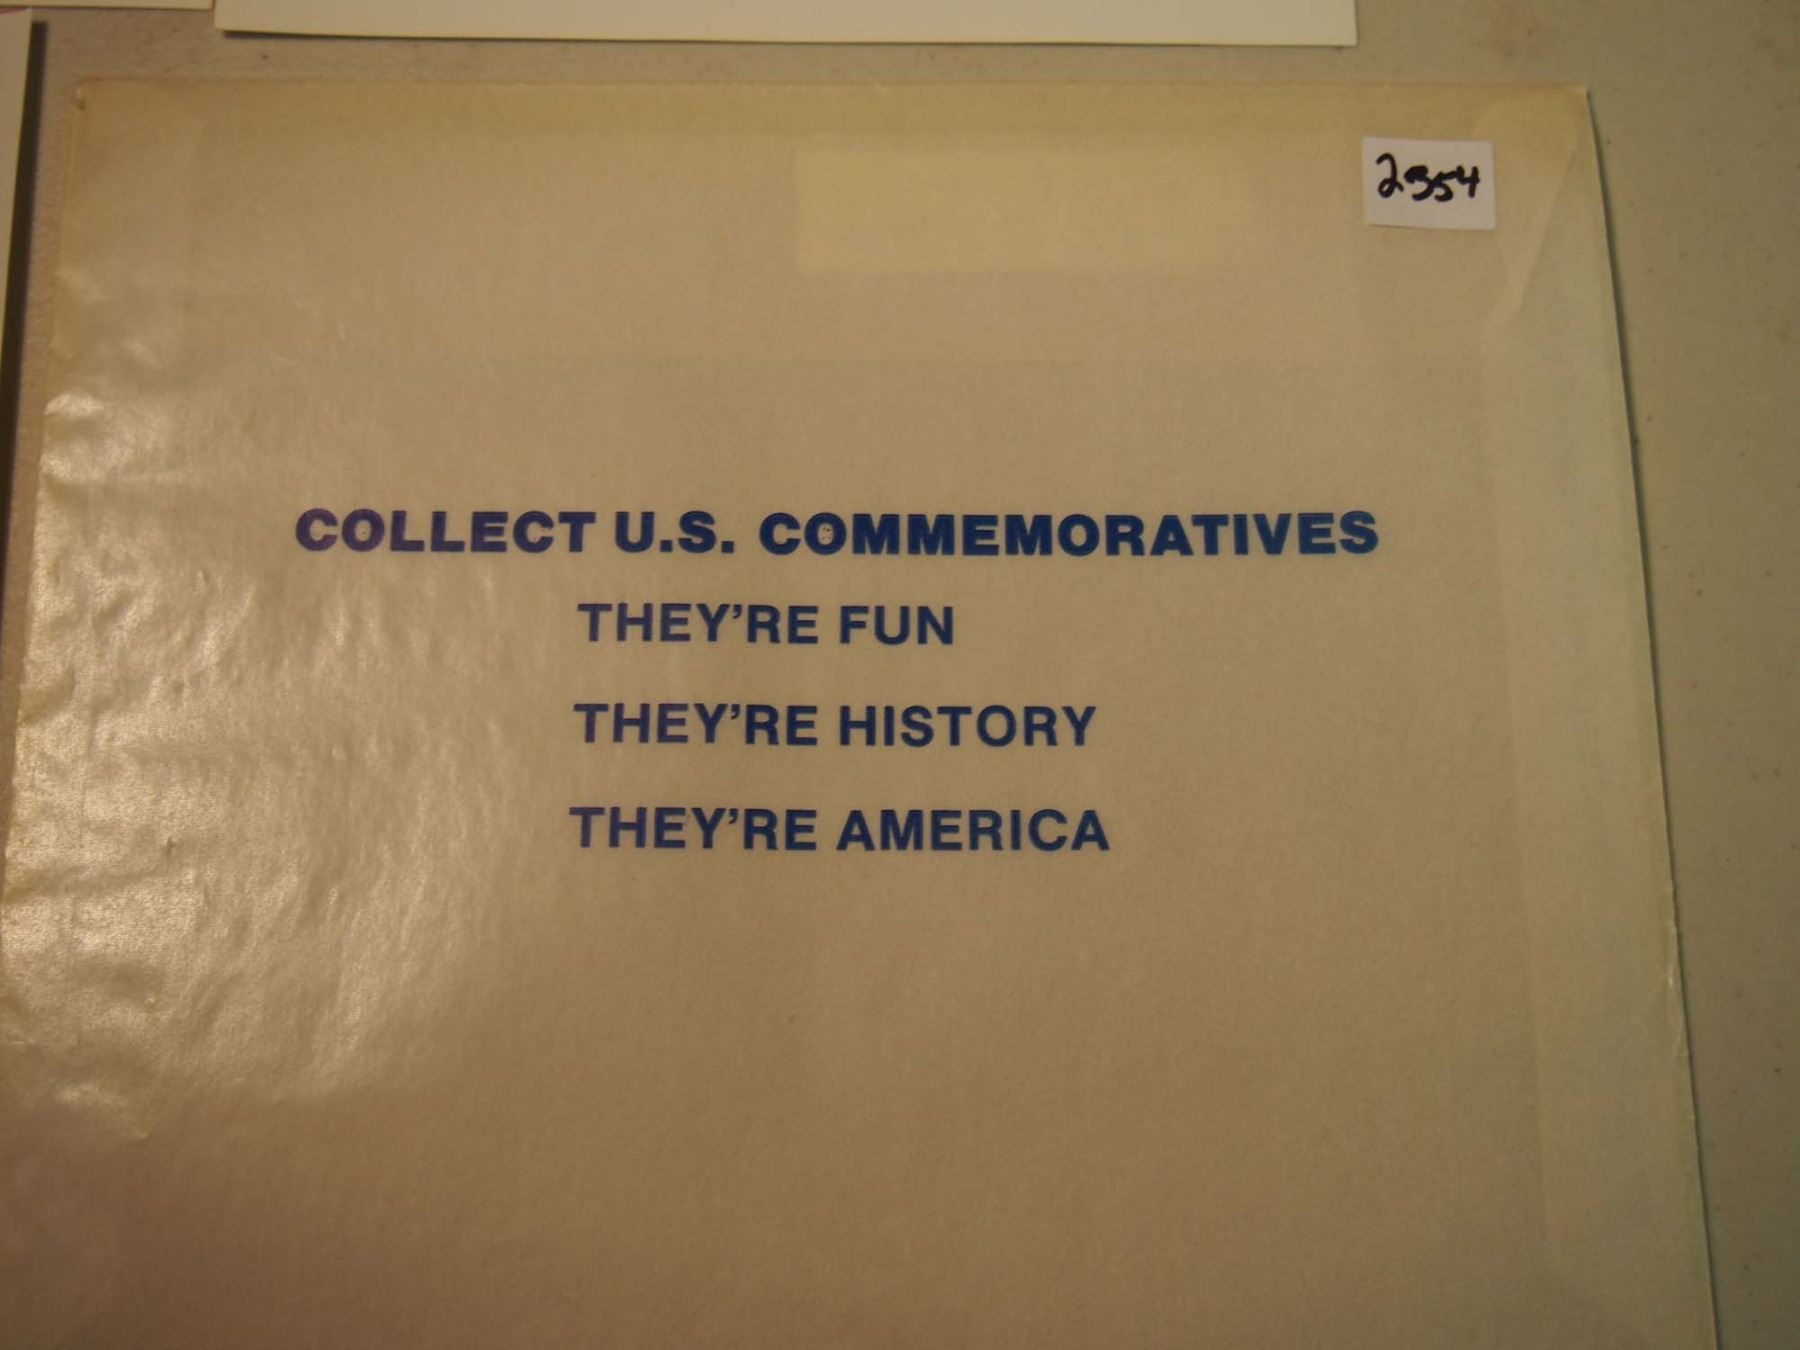 2354
COLLECT U.S. COMMEMORATIVES
THEY'RE FUN
THEY'RE HISTORY
THEY'RE AMERICA